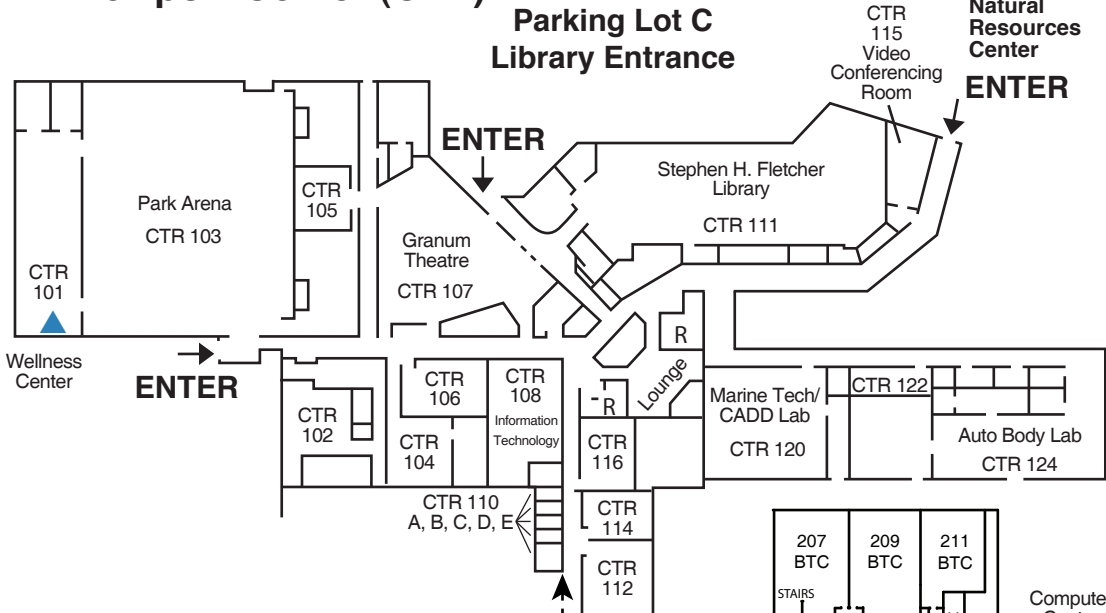 Parking Lot C
Library Entrance
CTR
115
Video
Conferencing
Room
Natural
Resources
Center
ENTER
ENTER
Park Arena
CTR 103
CTR
105
CTR
101
Granum
Theatre
CTR 107
Stephen H. Fletcher
Library
CTR 111
Wellness
Center
ENTER
CTR
102
CTR
106
CTR
104
CTR
108
Information
Technology
R
R
Lounge
CTR
116
Marine Tech/
CADD Lab
CTR 120
CTR 122
Auto Body Lab
CTR 124
CTR 110
A, B, C, D, E
CTR
114
CTR
112
207
BTC
209
BTC
211
BTC
STAIRS
Compute